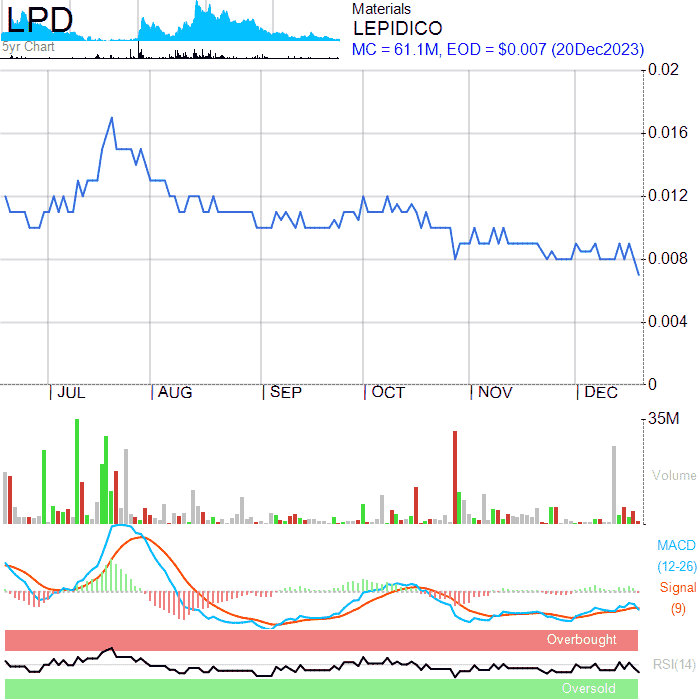 LPD
5yr Chart
Materials
LEPIDICO
MC = 61.1M, EOD = $0.007 (20Dec2023)
0.02
0.016
0.012
0.008
0.004
0
JUL AUG SEP OCT NOV DEC
35M
Volume
MACD
(12-26)
Signal
(9)
Overbought
RSI(14)
Oversold